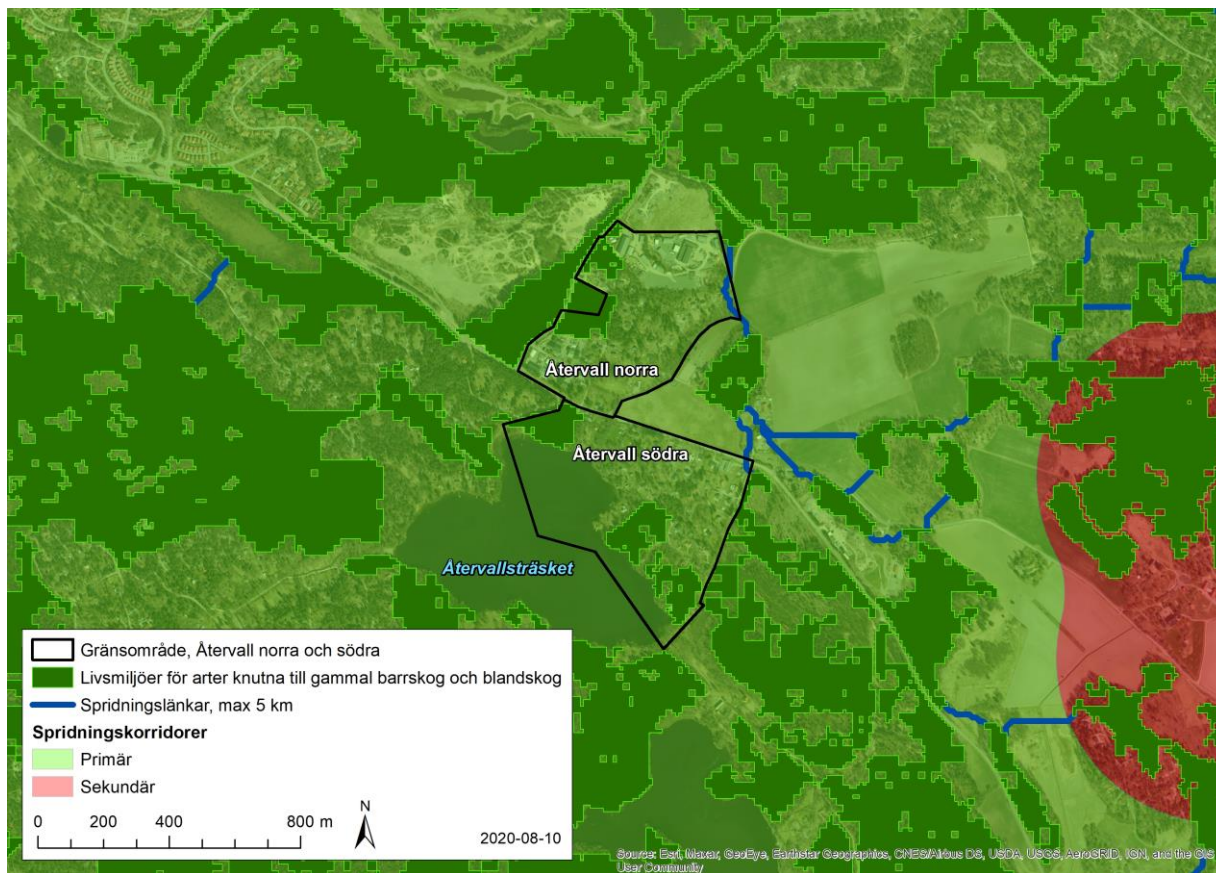 Återvall norra
Återvall södra
Återvallsträsket
Gränsområde, Återvall norra och södra
Livsmiljöer för arter knutna till gammal barrskog och blandskog
Spridningslänkar, max 5 km
Spridningskorridorer
Primär
Sekundär
0 200 400 800 m
N
2020-08-10
Source: Esri, Maxar, GeoEye, Earthstar Geographics, CNES/Airbus DS, USDA, USGS, AeroGRID, IGN, and the GIS
User Community